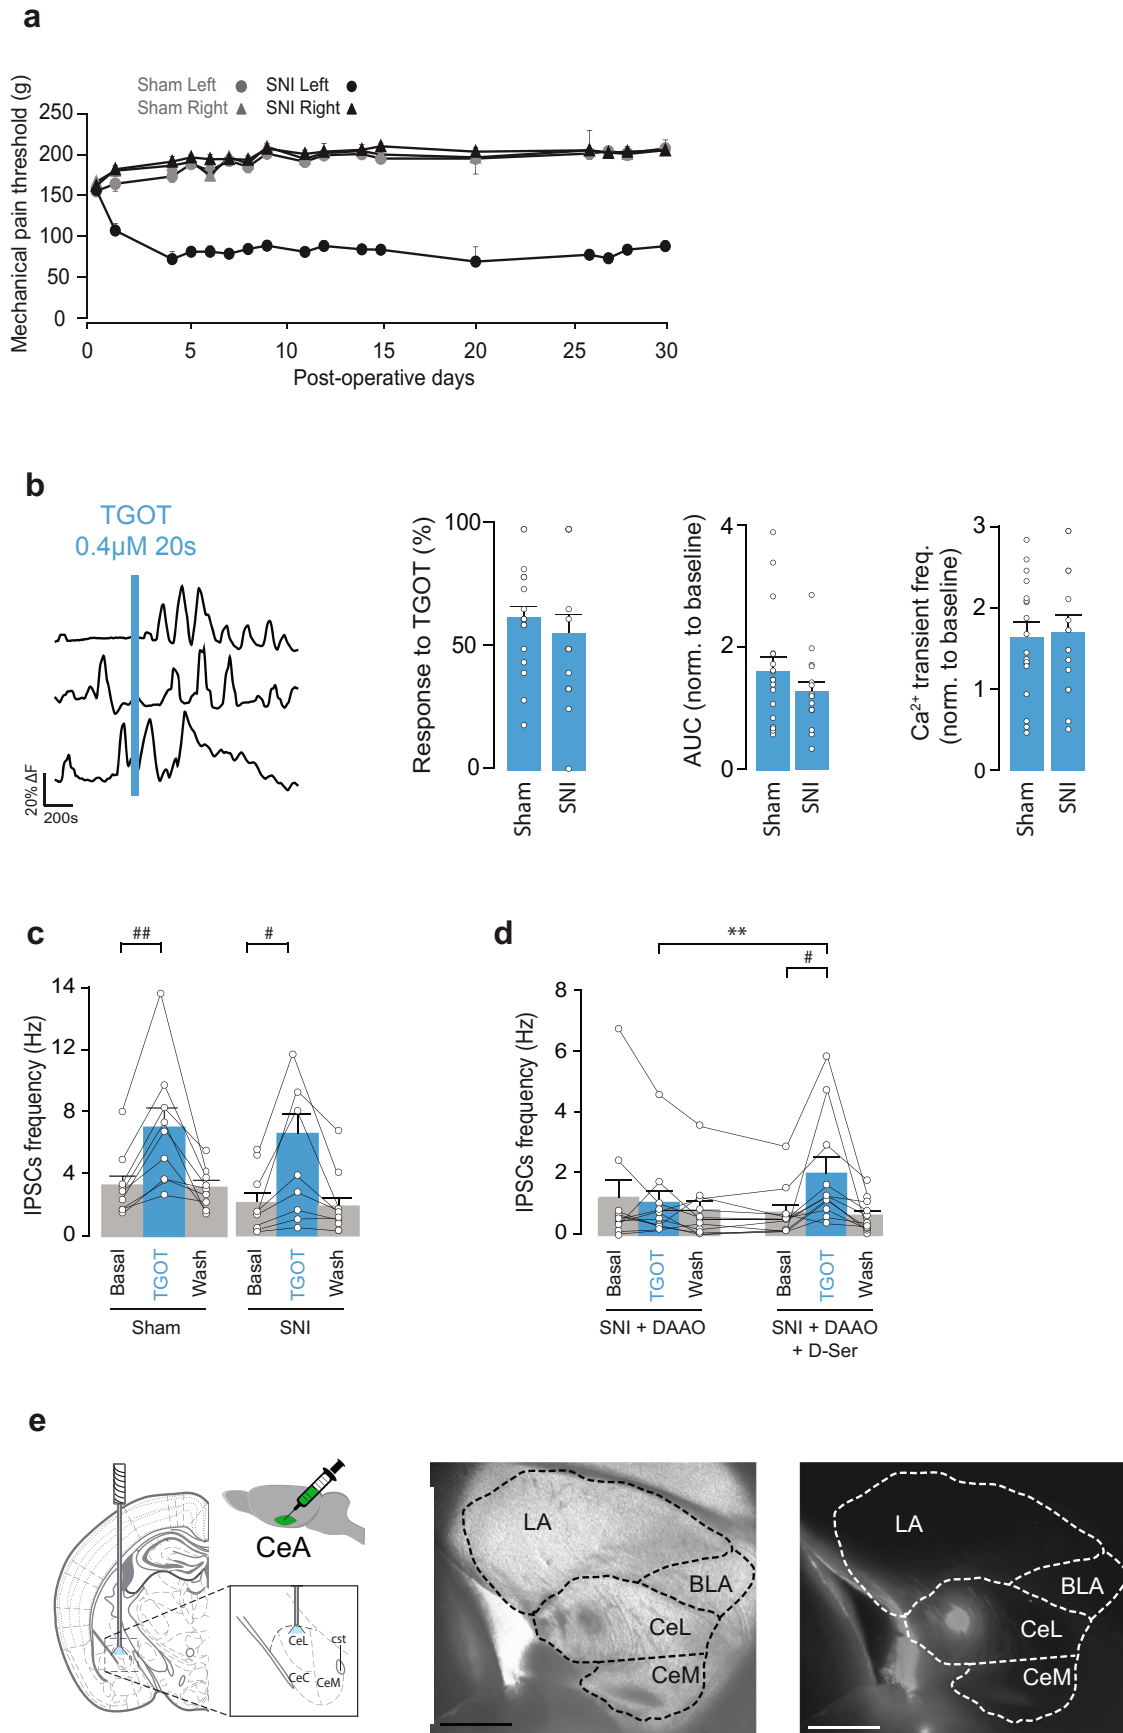 a
Sham Left SNI Left
Sham Right SNI Right
Mechanical pain threshold (g)
250
200
150
100
50
0
0 5 10 15 20 25 30
Post-operative days
b
TGOT
0.4µM 20s
20% ΔF
200s
Response to TGOT (%)
100
50
0
Sham SNI
AUC (norm. to baseline)
4
2
0
Sham SNI
Ca2+ transient freq.
(norm. to baseline)
3
2
1
0
Sham SNI
c
## #
IPSCs frequency (Hz)
14
12
8
4
0
Basal TGOT Wash Basal TGOT Wash
Sham SNI
d
**
#
IPSCs frequency (Hz)
8
6
4
2
0
Basal TGOT Wash Basal TGOT Wash
SNI + DAAO SNI + DAAO
+ D-Ser
e
CeA
CeL
cst
CeC
CeM
LA
BLA
CeL
CeM
LA
BLA
CeL
CeM